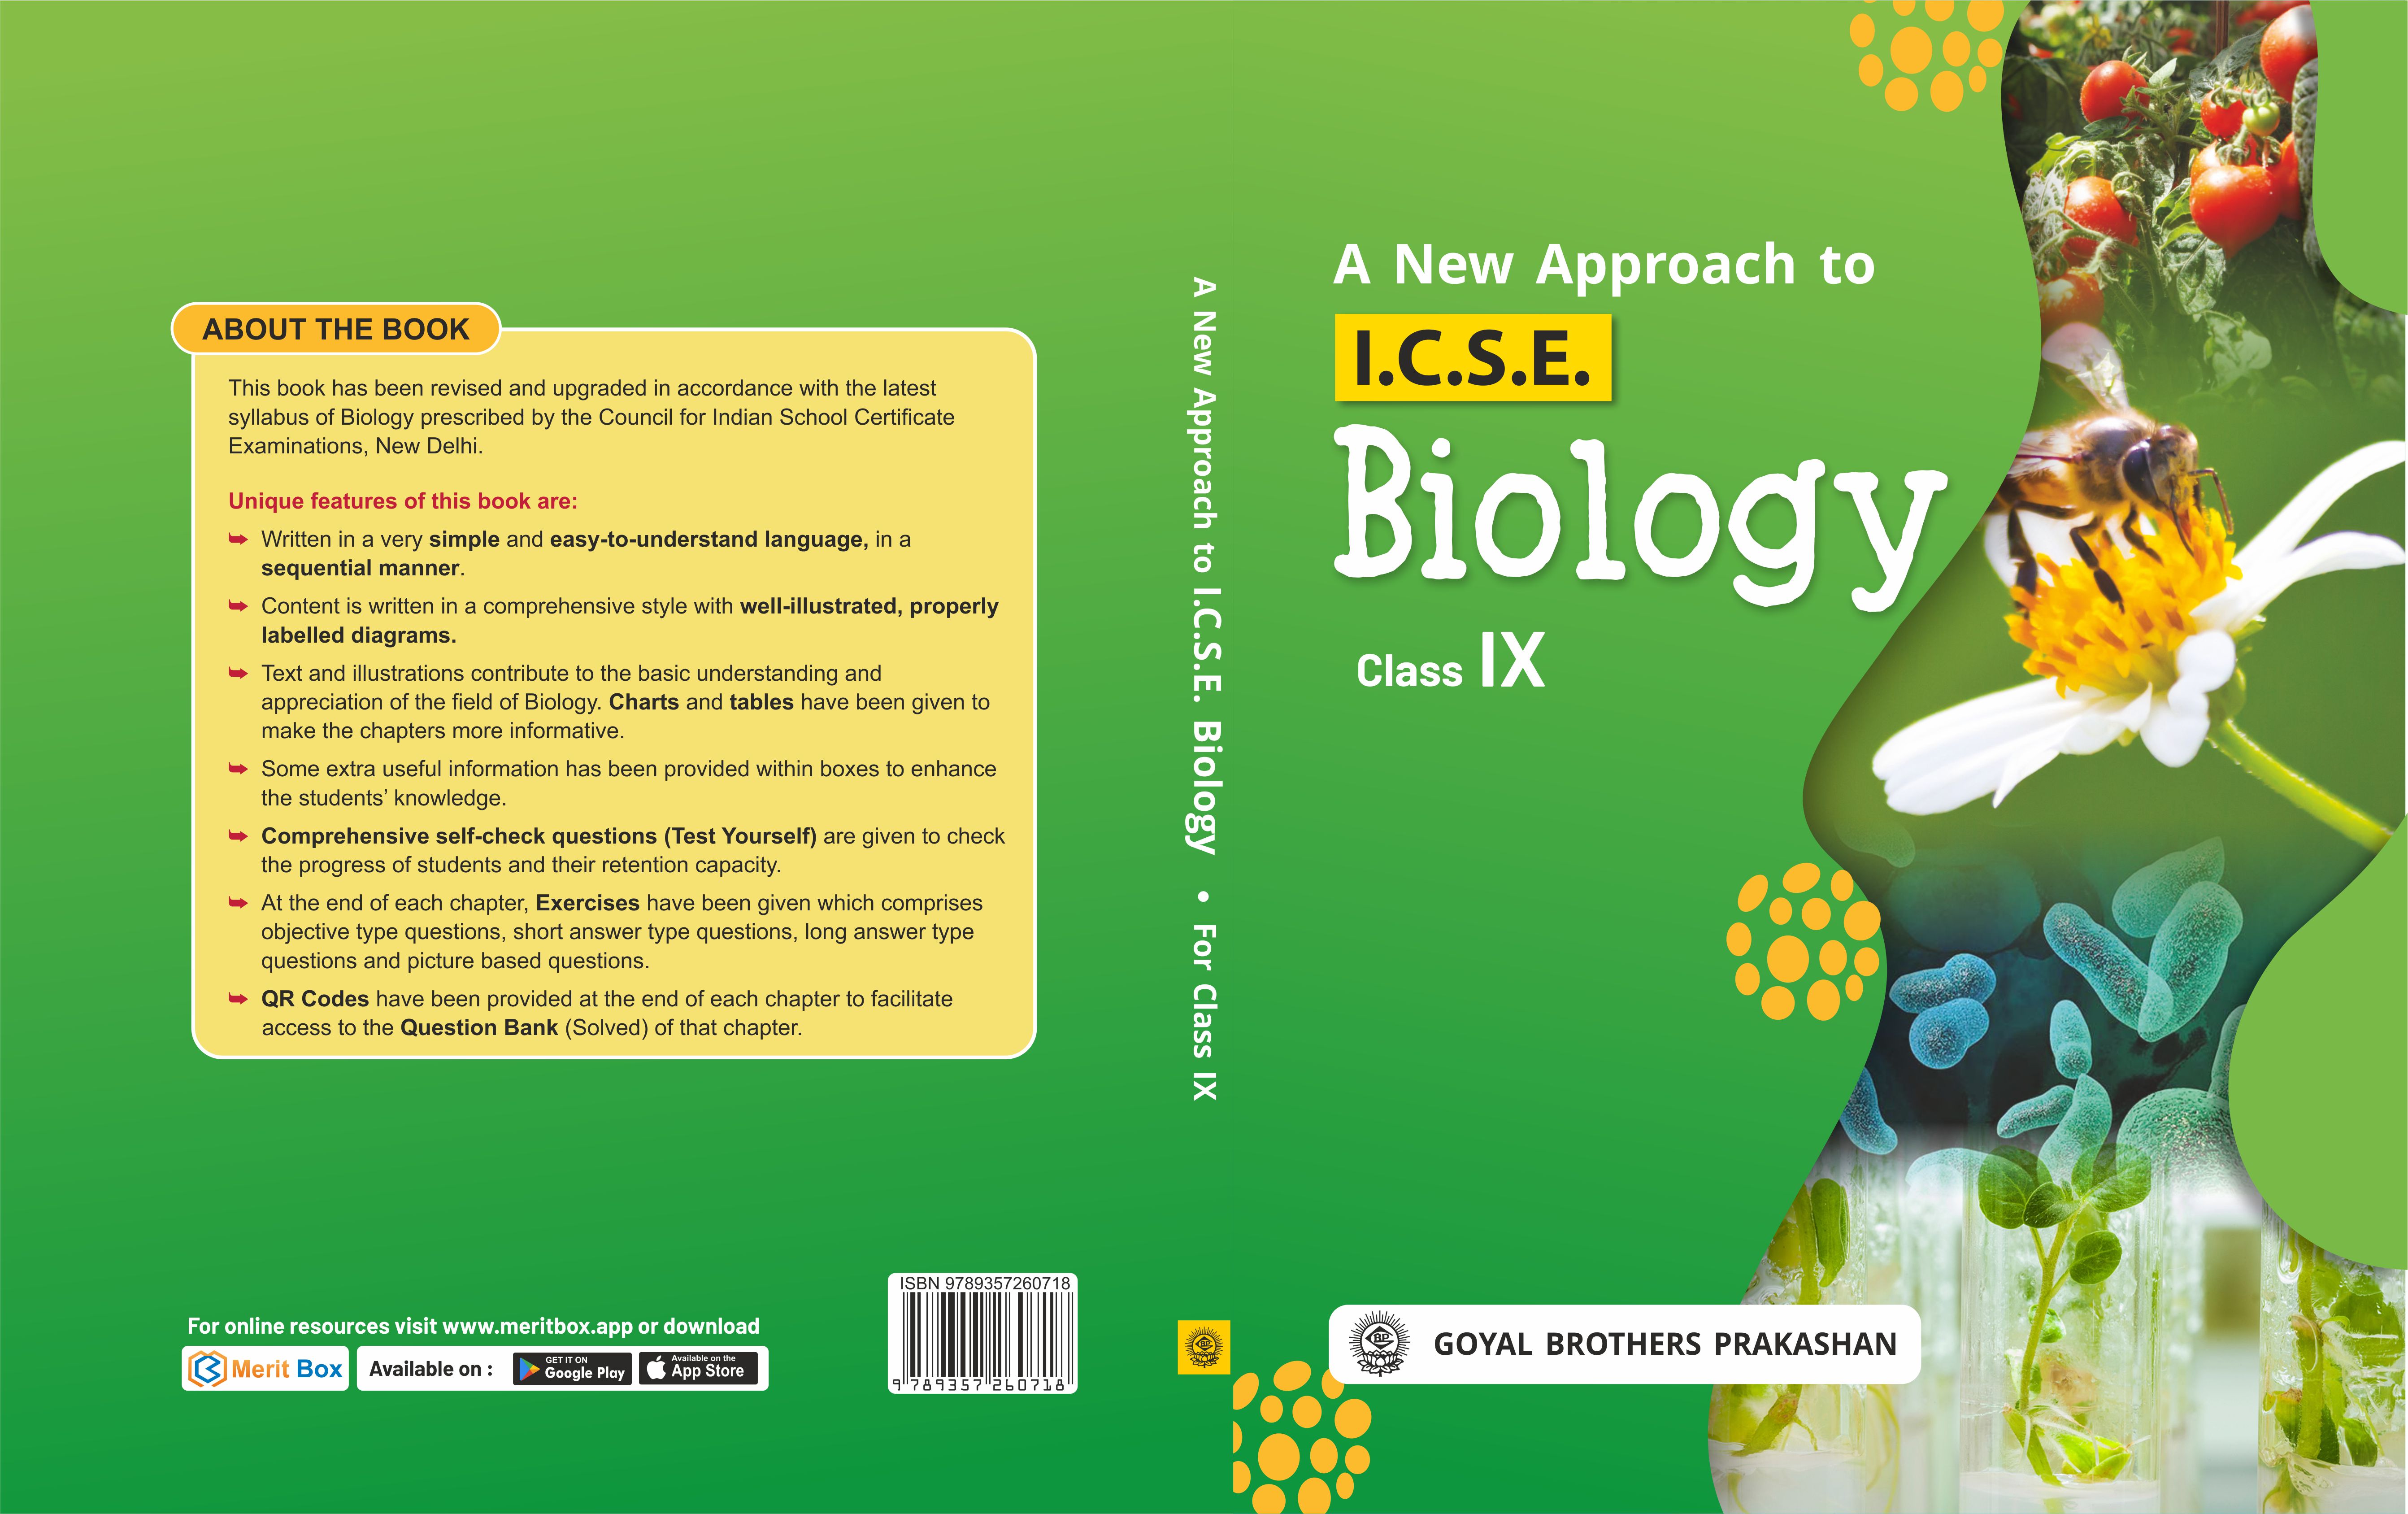 ABOUT THE BOOK
This book has been revised and upgraded in accordance with the latest
syllabus of Biology prescribed by the Council for Indian School Certificate
Examinations, New Delhi.
Unique features of this book are:
Written in a very simple and easy-to-understand language, in a
sequential manner.
Content is written in a comprehensive style with well-illustrated, properly
labelled diagrams.
Text and illustrations contribute to the basic understanding and
appreciation of the field of Biology. Charts and tables have been given to
make the chapters more informative.
Some extra useful information has been provided within boxes to enhance
the students’ knowledge.
Comprehensive self-check questions (Test Yourself) are given to check
the progress of students and their retention capacity.
At the end of each chapter, Exercises have been given which comprises
objective type questions, short answer type questions, long answer type
questions and picture based questions.
QR Codes have been provided at the end of each chapter to facilitate
access to the Question Bank (Solved) of that chapter.
For online resources visit www.meritbox.app or download
Merit Box
Available on :
GET IT ON
Google Play
Available on the
App Store
ISBN 9789357260718
9 789357 260718
A New Approach to I.C.S.E. Biology • For Class IX
A New Approach to
I.C.S.E.
Biology
Class IX
GOYAL BROTHERS PRAKASHAN